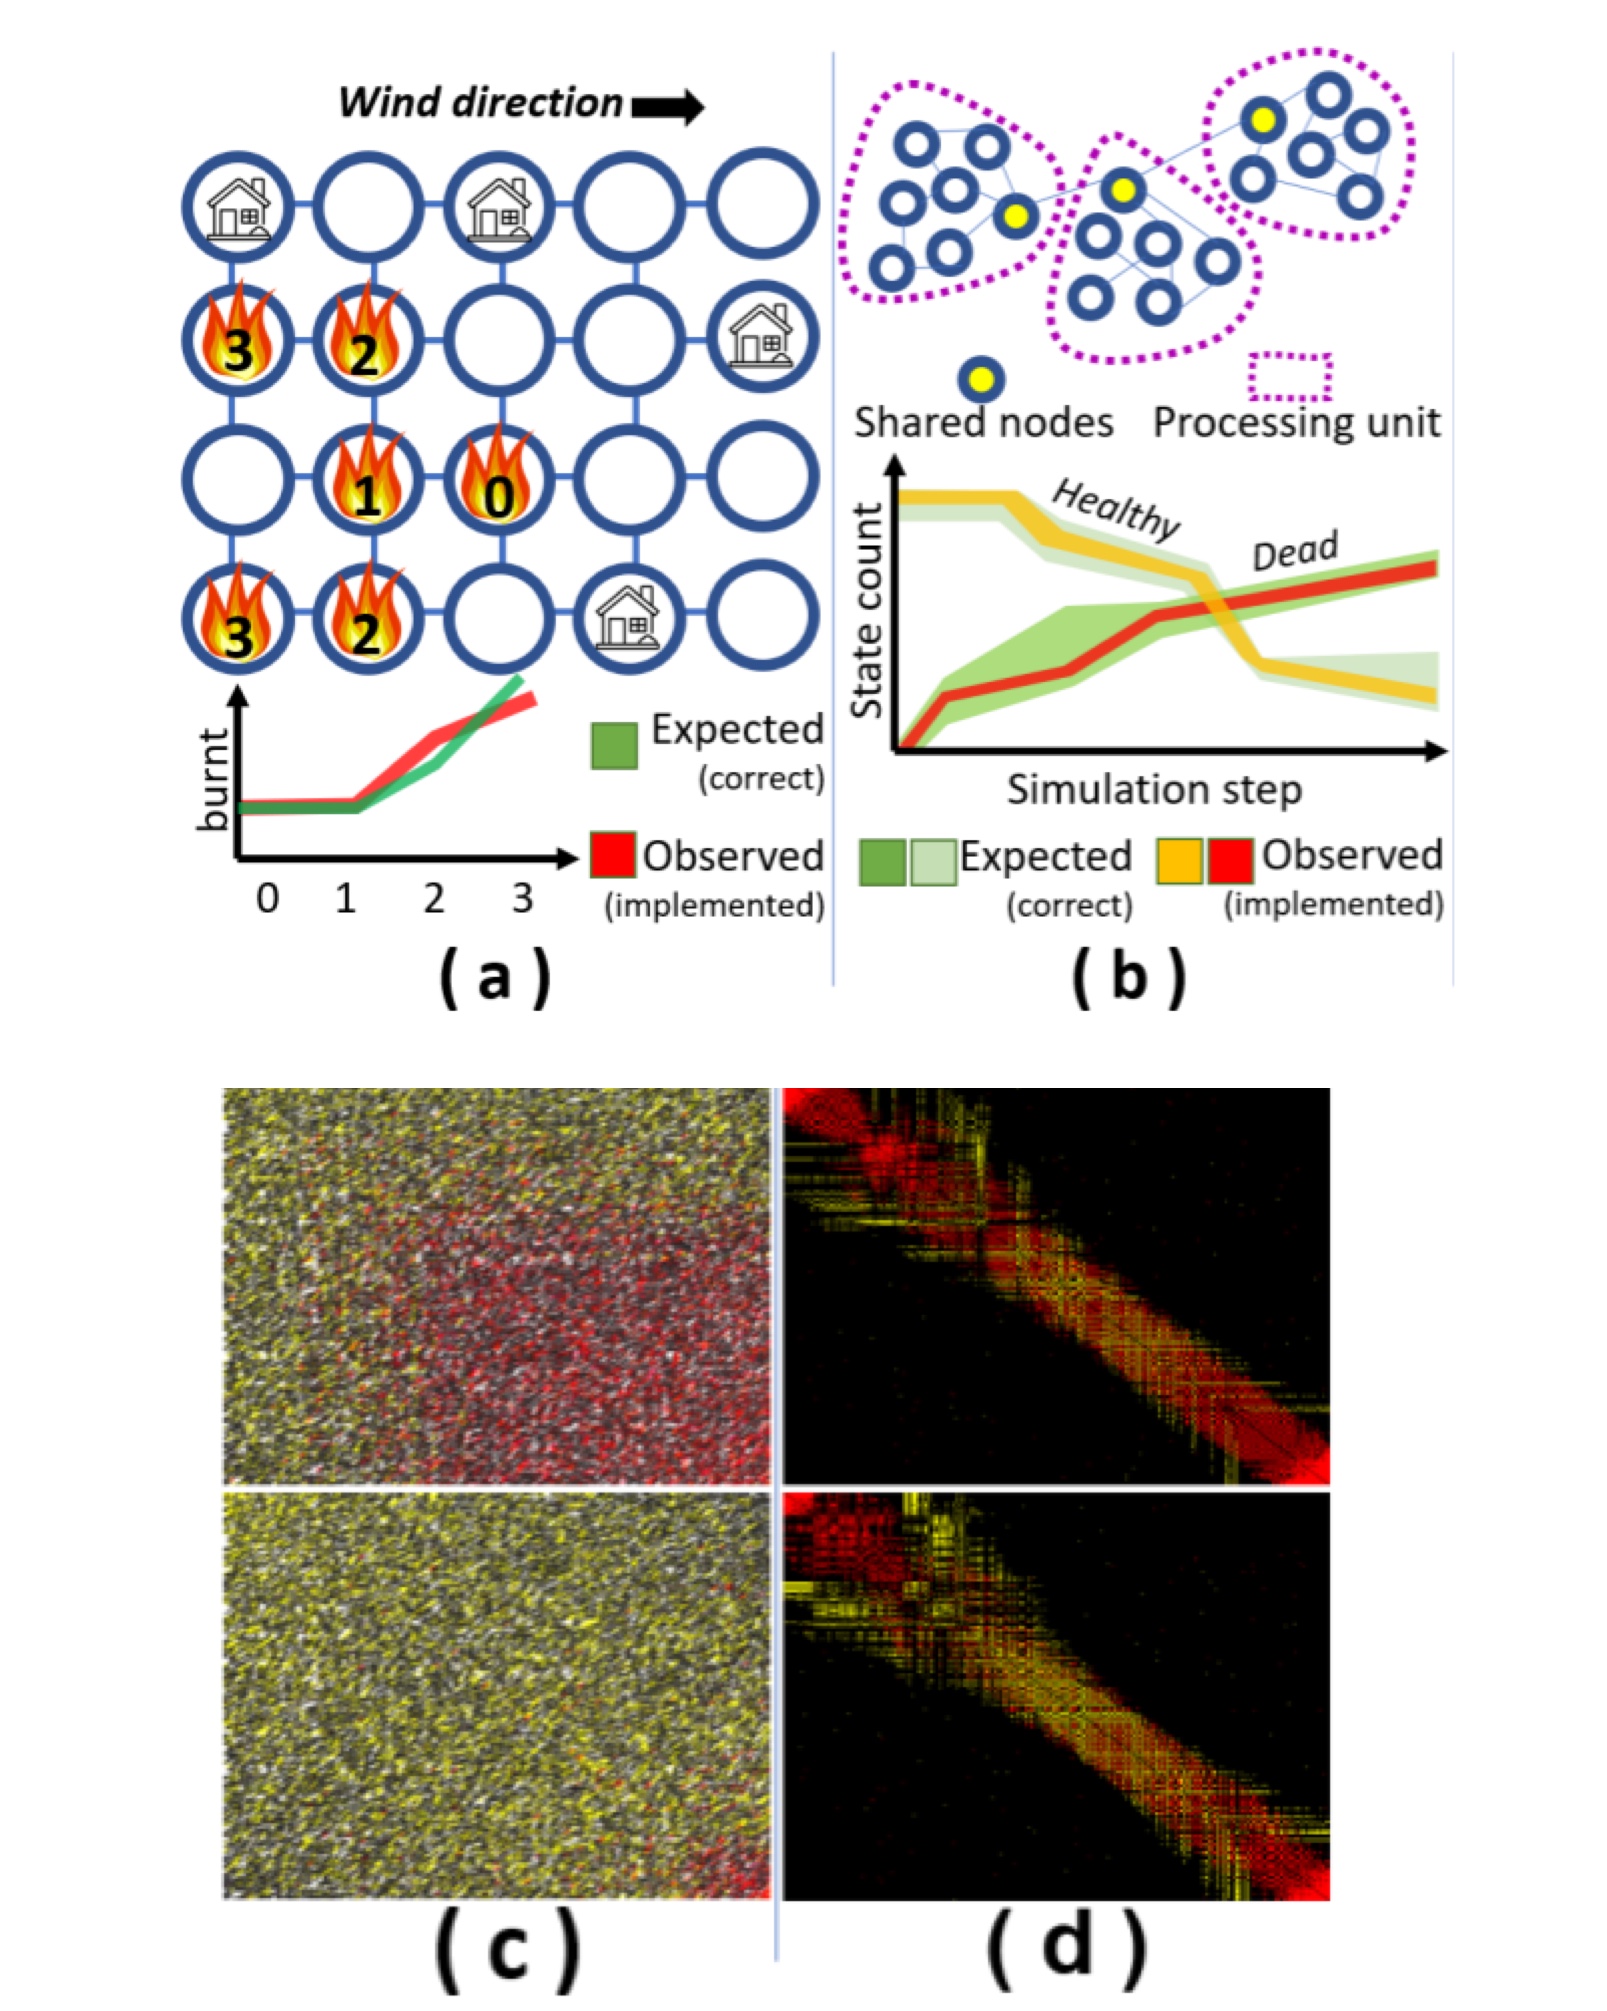 Wind direction
3 2
1 0
3 2
burnt
0 1 2 3
Expected
(correct)
Observed
(implemented)
( a )
Shared nodes
Processing unit
State count
Healthy
Dead
Simulation step
Expected
(correct)
Observed
(implemented)
( b )
( c )
( d )